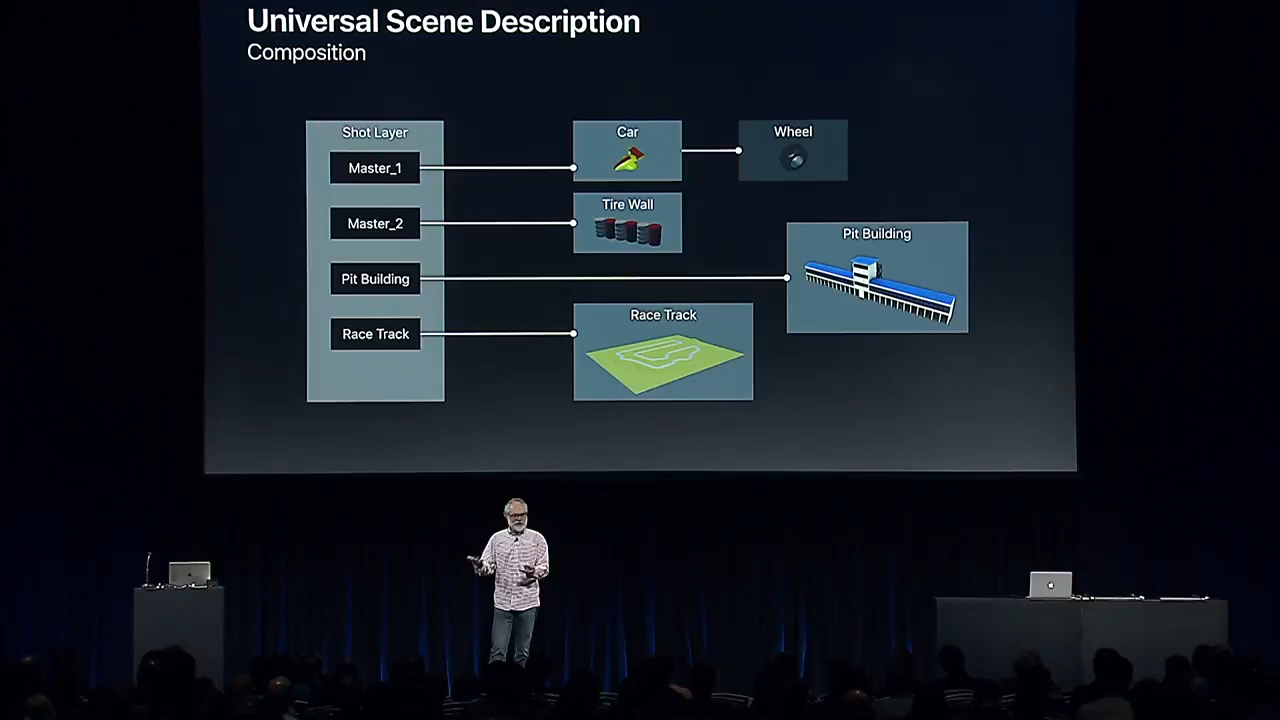 Universal Scene Description
Composition
Shot Layer
Master_1
Master_2
Pit Building
Race Track
Car
Wheel
Tire Wall
Pit Building
Race Track